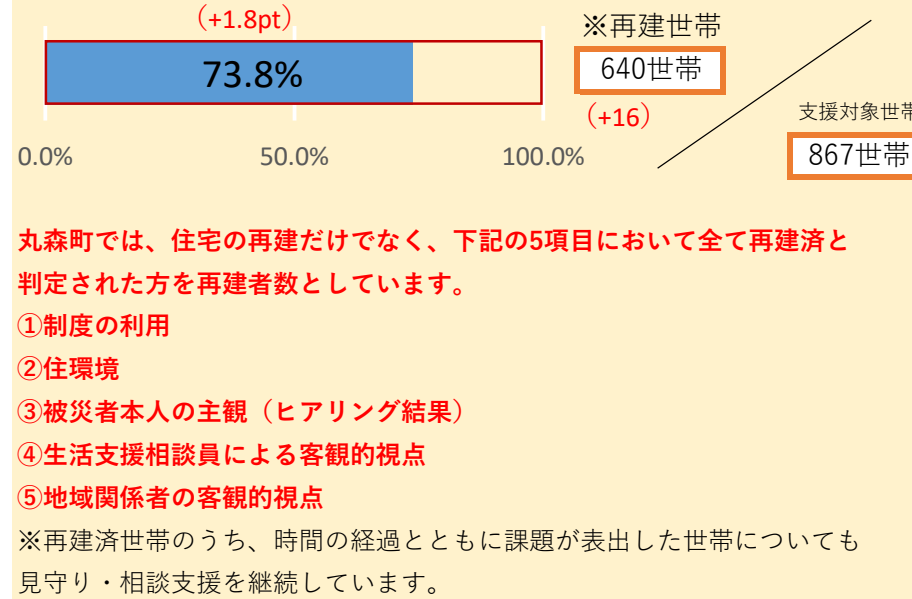 （+1.8pt）
73.8%
0.0% 50.0% 100.0%
※再建世帯
640世帯
（+16）
支援対象世帯
867世帯
丸森町では、住宅の再建だけでなく、下記の5項目において全て再建済と
判定された方を再建者数としています。
①制度の利用
②住環境
③被災者本人の主観（ヒアリング結果）
④生活支援相談員による客観的視点
⑤地域関係者の客観的視点
※再建済世帯のうち、時間の経過とともに課題が表出した世帯についても
見守り・相談支援を継続しています。